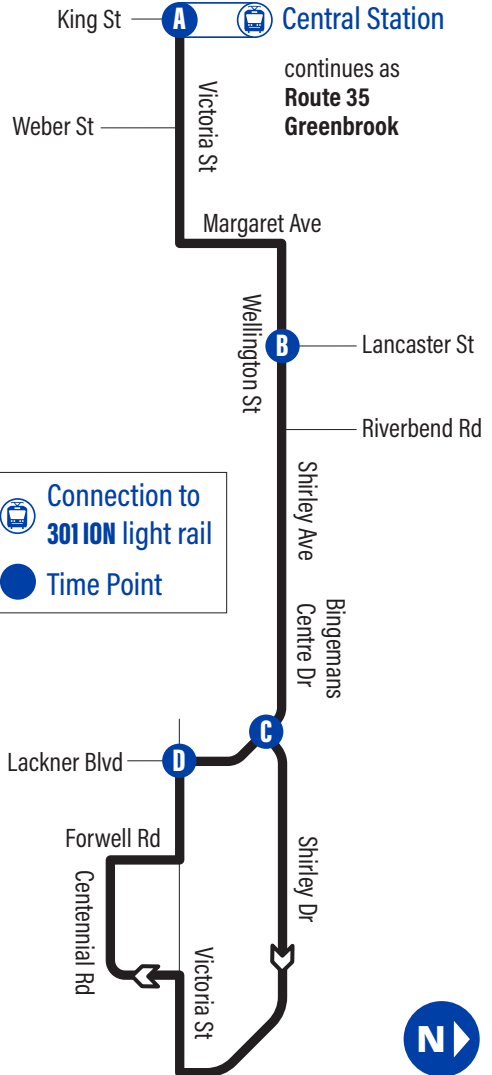 King St
A
Central Station
continues as
Route 35
Greenbrook
Victoria St
Weber St
Margaret Ave
Wellington St
B
Lancaster St
Riverbend Rd
Connection to
301 ION light rail
Time Point
Shirley Ave
Bingemans
Centre Dr
C
Lackner Blvd
D
Forwell Rd
Shirley Dr
Centennial Rd
Victoria St
N